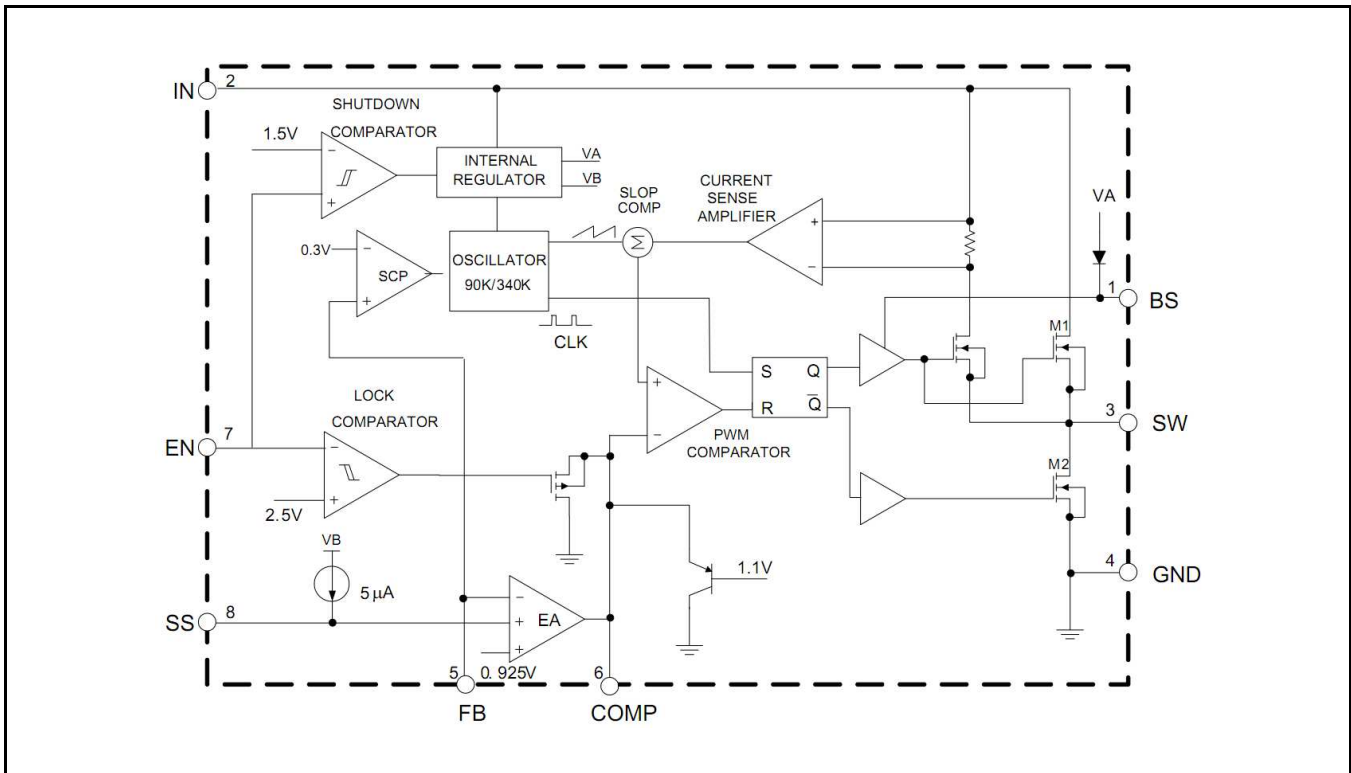 IN
2
SHUTDOWN
COMPARATOR
1.5V
−
+
INTERNAL
REGULATOR
VA
VB
SLOP
COMP
CURRENT
SENSE
AMPLIFIER
+
−
VA
0.3V
−
SCP
+
OSCILLATOR
90K/340K
Σ
CLK
1
BS
M1
LOCK
COMPARATOR
+
−
PWM
COMPARATOR
S
Q
R
Q̅
3
SW
EN
7
−
+
2.5V
M2
VB
5 µA
1.1V
4
GND
SS
8
−
+
+
EA
0. 925V
5
FB
6
COMP